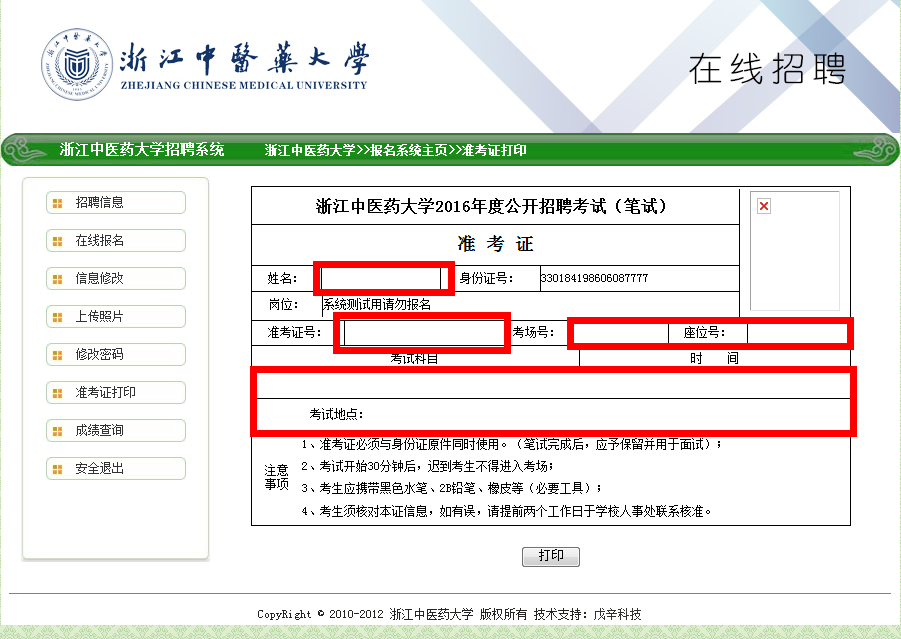 浙江中醫藥大學
ZHEJIANG CHINESE MEDICAL UNIVERSITY
在线招聘
浙江中医药大学招聘系统 浙江中医药大学>>报名系统主页>>准考证打印
招聘信息
在线报名
信息修改
上传照片
修改密码
准考证打印
成绩查询
安全退出
浙江中医药大学2016年度公开招聘考试（笔试）
准 考 证
姓名： 身份证号： 330184198606087777
岗位： 系统测试用请勿报名
准考证号： 考场号： 座位号：
考试科目 时 间
考试地点：
注意事项
1、准考证必须与身份证原件同时使用。（笔试完成后，应予保留并用于面试）；
2、考试开始30分钟后，迟到考生不得进入考场；
3、考生应携带黑色水笔、2B铅笔、橡皮等（必要工具）；
4、考生须核对本证信息，如有误，请提前两个工作日于学校人事处联系核准。
打印
CopyRight © 2010-2012 浙江中医药大学 版权所有 技术支持：戊辛科技